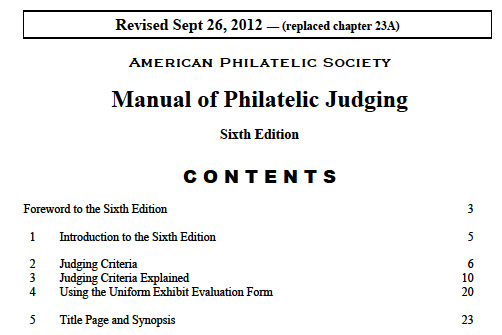 Revised Sept 26, 2012 — (replaced chapter 23A)
AMERICAN PHILATELIC SOCIETY
Manual of Philatelic Judging
Sixth Edition
CONTENTS
Foreword to the Sixth Edition 3
1 Introduction to the Sixth Edition 5
2 Judging Criteria 6
3 Judging Criteria Explained 10
4 Using the Uniform Exhibit Evaluation Form 20
5 Title Page and Synopsis 23